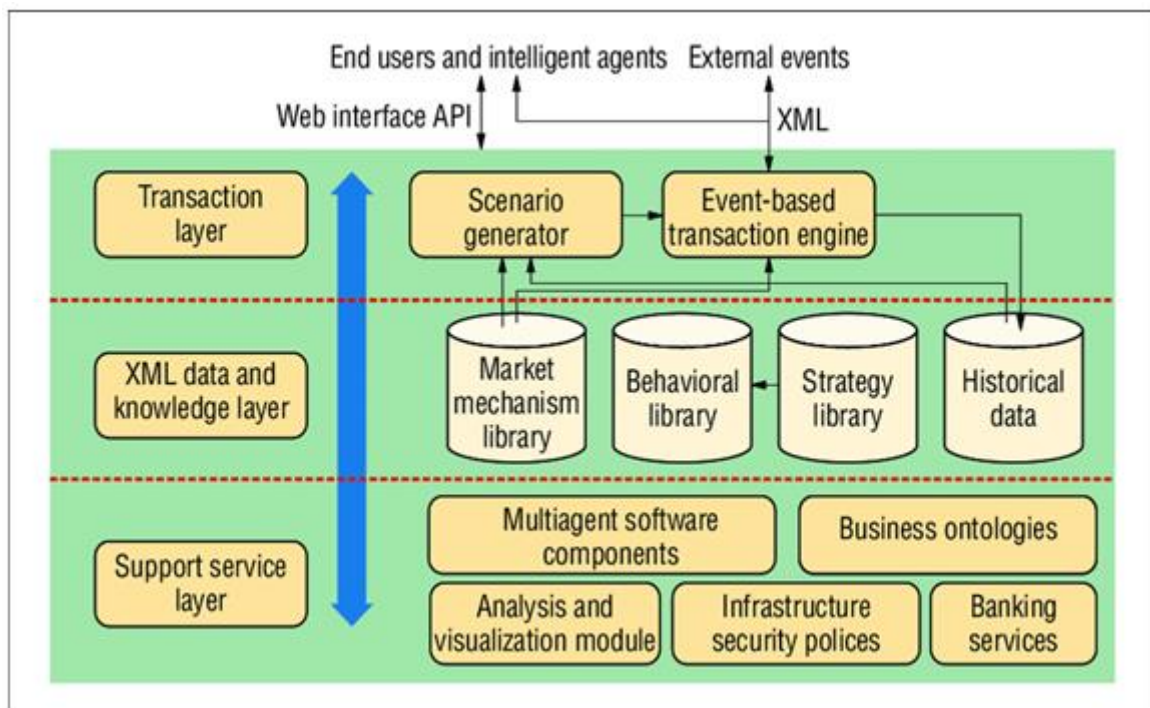 End users and intelligent agents External events
Web interface API
XML
Transaction
layer
Scenario
generator
Event-based
transaction engine
XML data and
knowledge layer
Market
mechanism
library
Behavioral
library
Strategy
library
Historical
data
Support service
layer
Multiagent software
components
Business ontologies
Analysis and
visualization module
Infrastructure
security polices
Banking
services